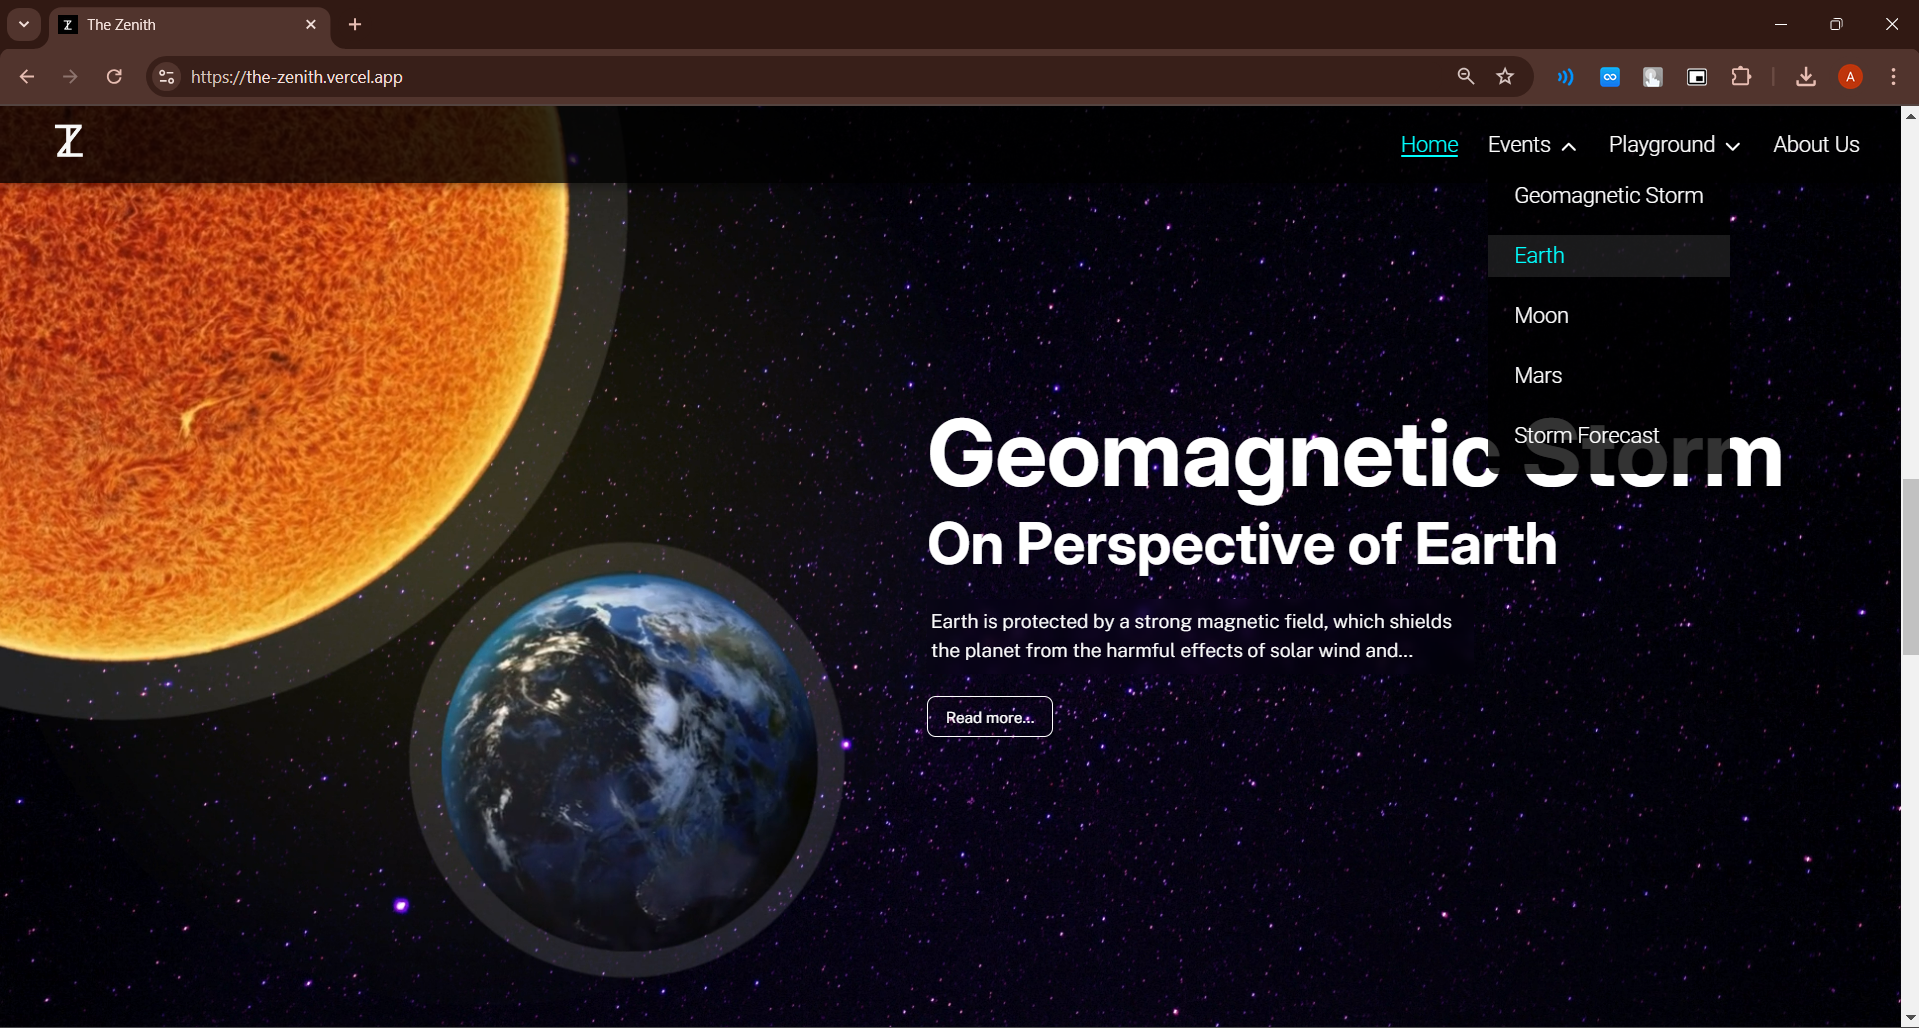 The Zenith
https://the-zenith.vercel.app
A
Home Events Playground About Us
Geomagnetic Storm
Earth
Moon
Mars
Storm Forecast
Geomagnetic Storm
On Perspective of Earth
Earth is protected by a strong magnetic field, which shields
the planet from the harmful effects of solar wind and...
Read more...